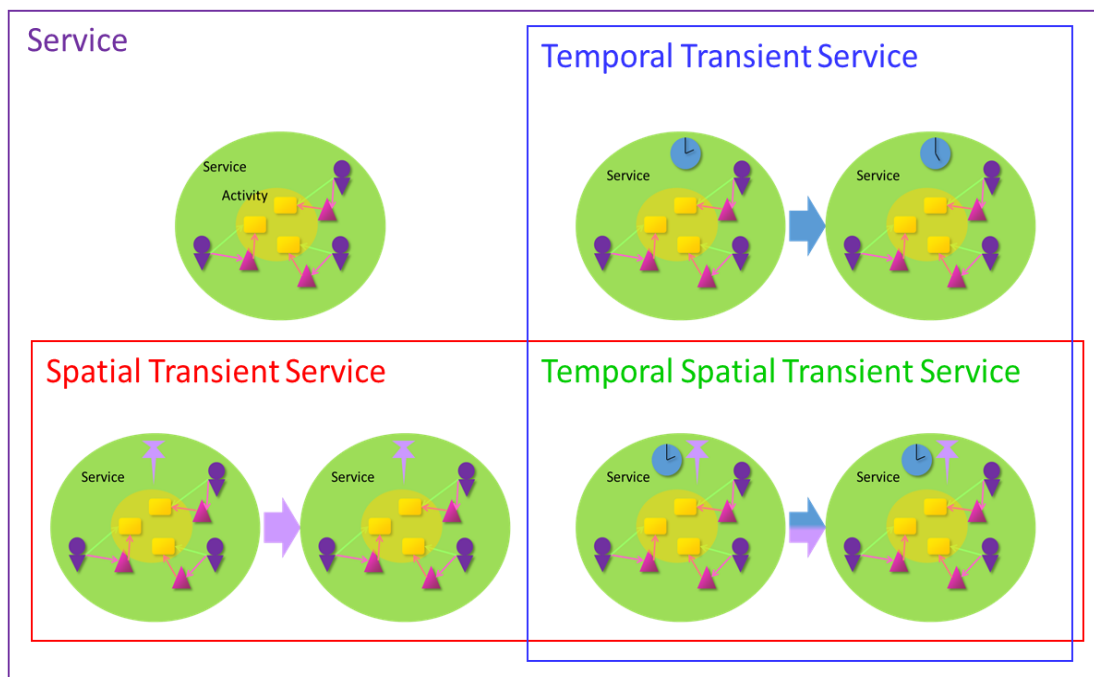 Service
Temporal Transient Service
Service
Activity
Service
Service
Spatial Transient Service
Temporal Spatial Transient Service
Service
Service
Service
Service